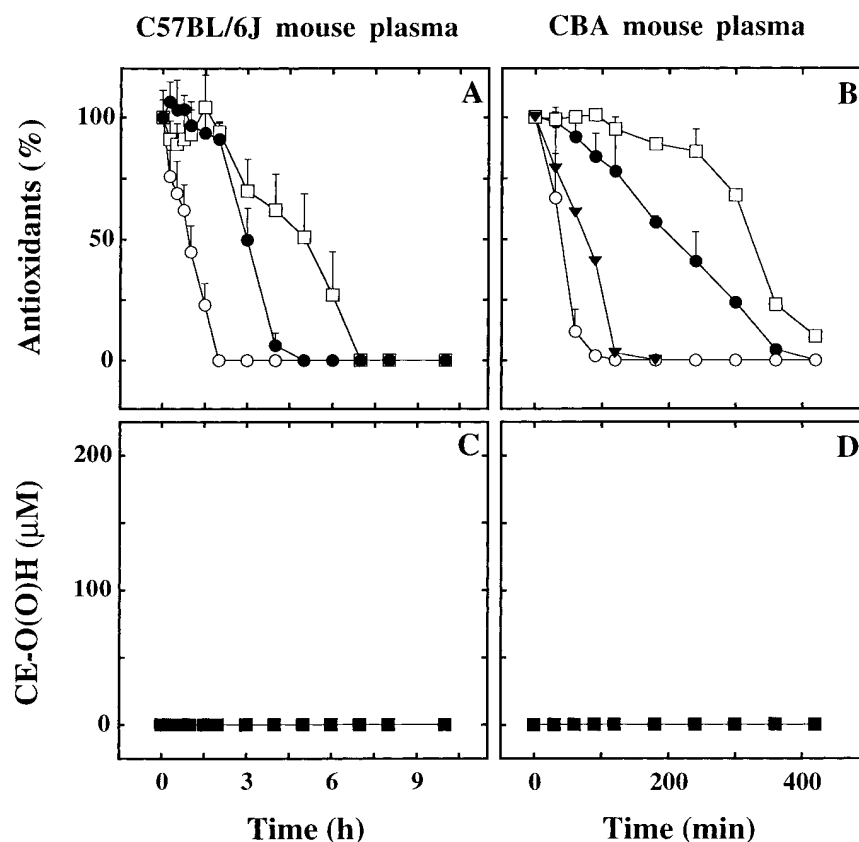 C57BL/6J mouse plasma
CBA mouse plasma
A
B
Antioxidants (%)
100
50
0
C
D
CE-O(O)H (μM)
200
100
0
0 3 6 9
0 200 400
Time (h)
Time (min)